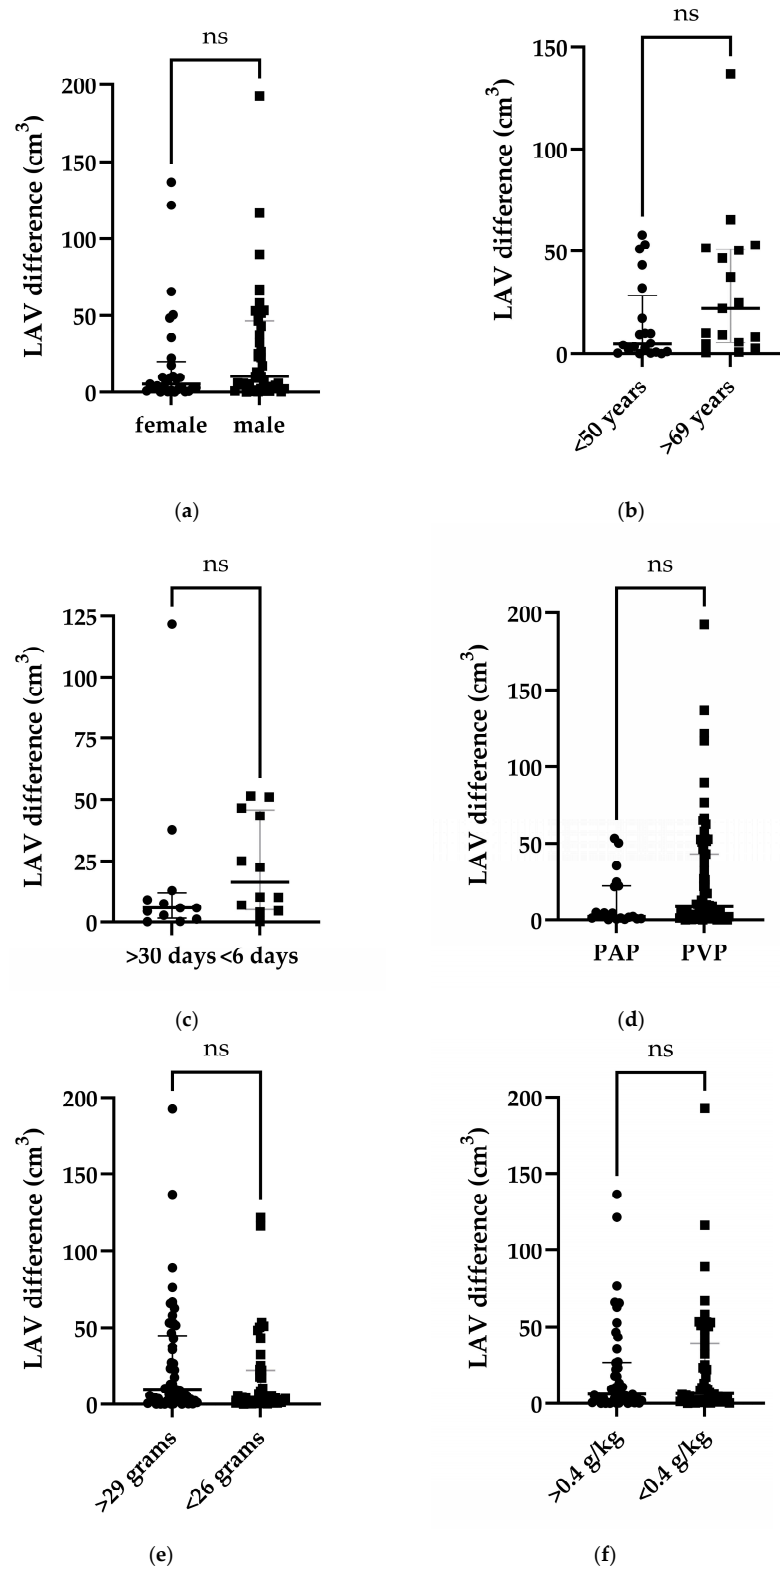 ns
LAV difference (cm³)
200
150
100
50
0
female male
(a)
ns
LAV difference (cm³)
150
100
50
0
<50 years
>69 years
(b)
ns
LAV difference (cm³)
125
100
75
50
25
0
>30 days <6 days
(c)
ns
LAV difference (cm³)
200
150
100
50
0
PAP PVP
(d)
ns
LAV difference (cm³)
200
150
100
50
0
>29 grams
<26 grams
(e)
ns
LAV difference (cm³)
200
150
100
50
0
>0.4 g/kg
<0.4 g/kg
(f)